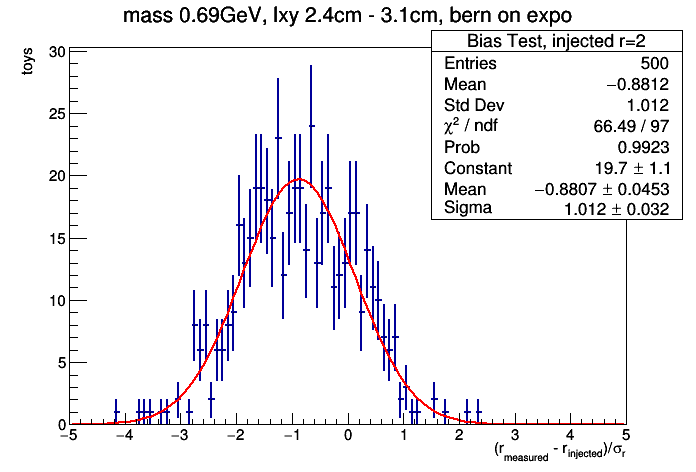 mass 0.69GeV, lxy 2.4cm - 3.1cm, bern on expo
Bias Test, injected r=2
Entries 500
Mean −0.8812
Std Dev 1.012
χ² / ndf 66.49 / 97
Prob 0.9923
Constant 19.7 ± 1.1
Mean −0.8807 ± 0.0453
Sigma 1.012 ± 0.032
toys
30
25
20
15
10
5
0
−5 −4 −3 −2 −1 0 1 2 3 4 5
(r_measured - r_injected)/σ_r